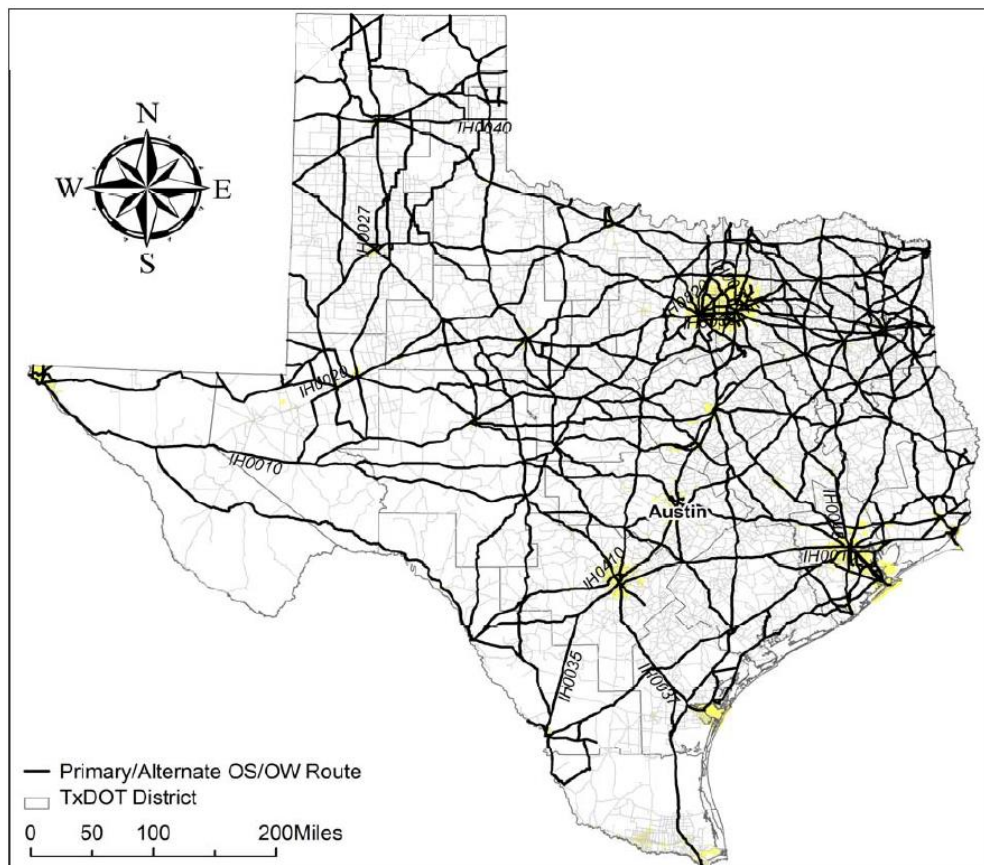 N
W E
S
IH0040
IH0027
IH0020
IH0010
Austin
IH0410
IH0035
IH0037
Primary/Alternate OS/OW Route
TxDOT District
0 50 100 200Miles